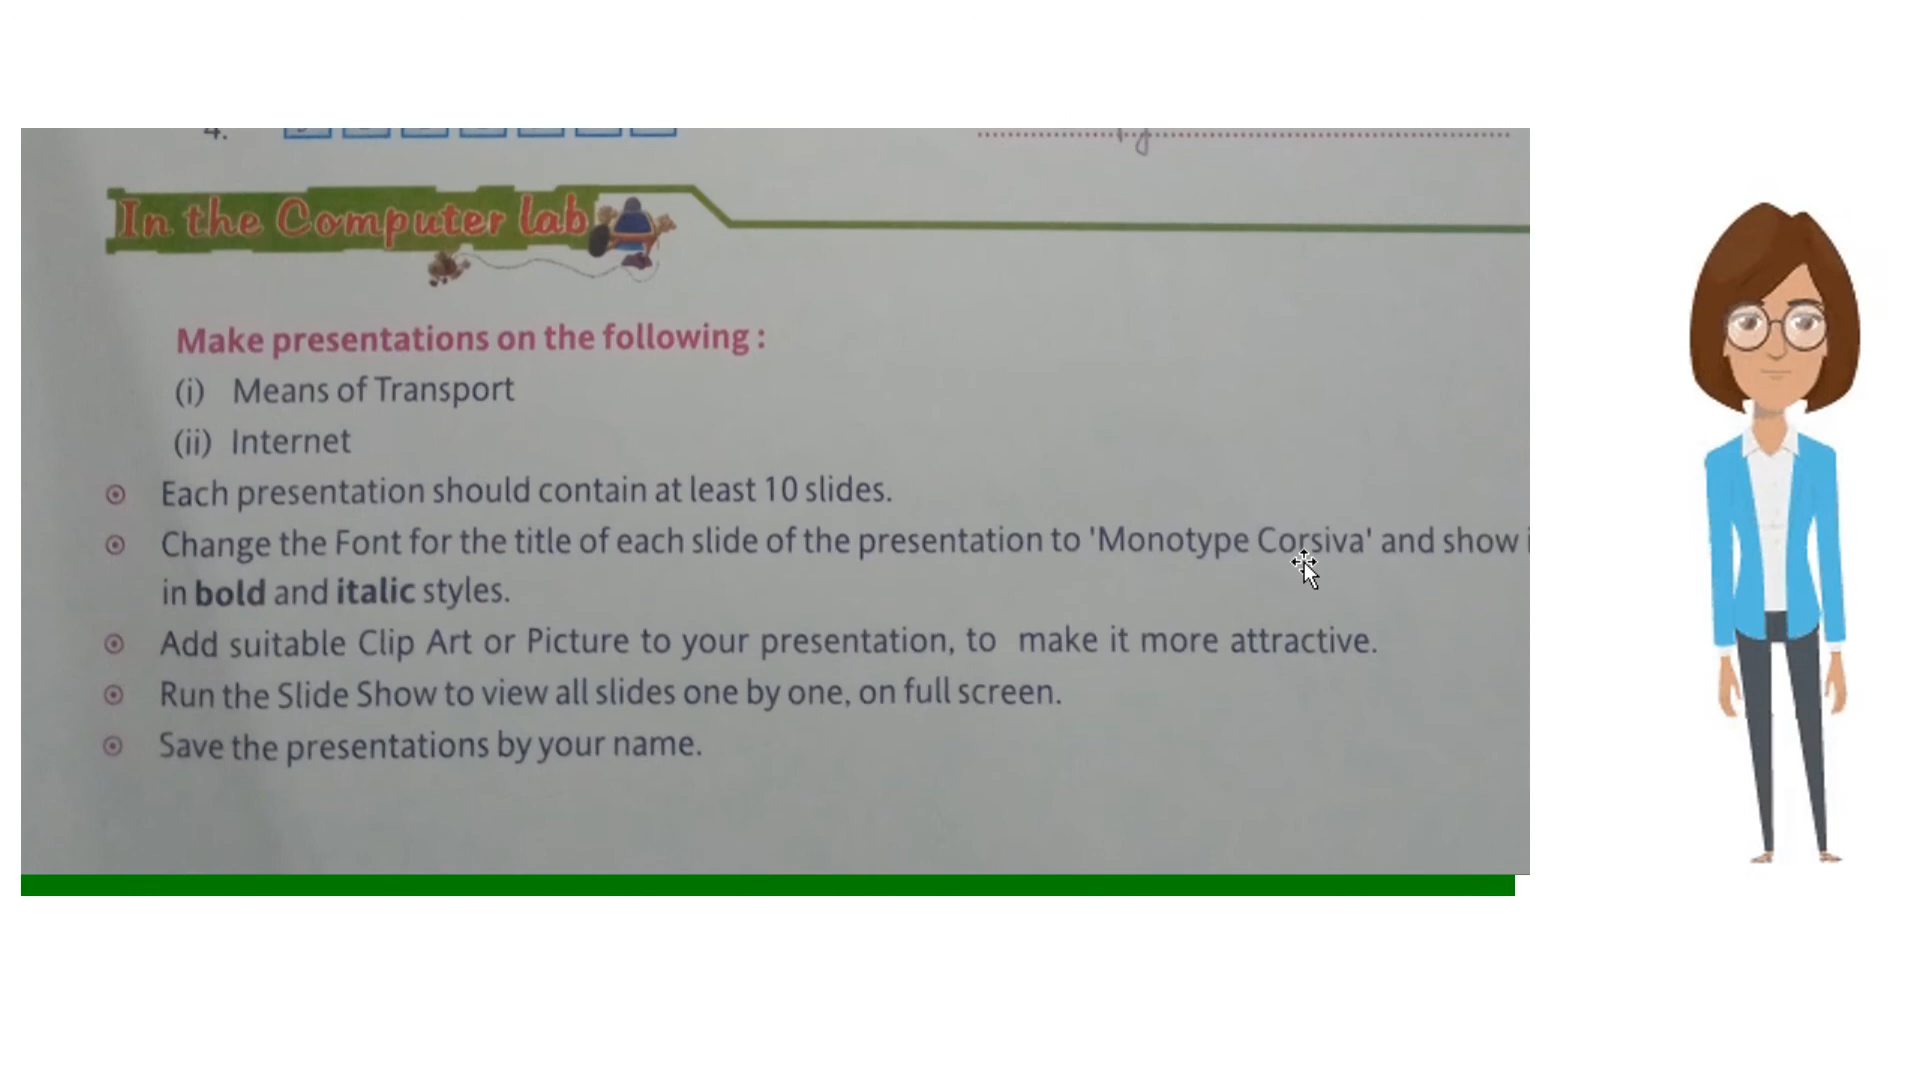 4.
In the Computer lab
Make presentations on the following :
(i) Means of Transport
(ii) Internet
Each presentation should contain at least 10 slides.
Change the Font for the title of each slide of the presentation to 'Monotype Corsiva' and show
in bold and italic styles.
Add suitable Clip Art or Picture to your presentation, to make it more attractive.
Run the Slide Show to view all slides one by one, on full screen.
Save the presentations by your name.